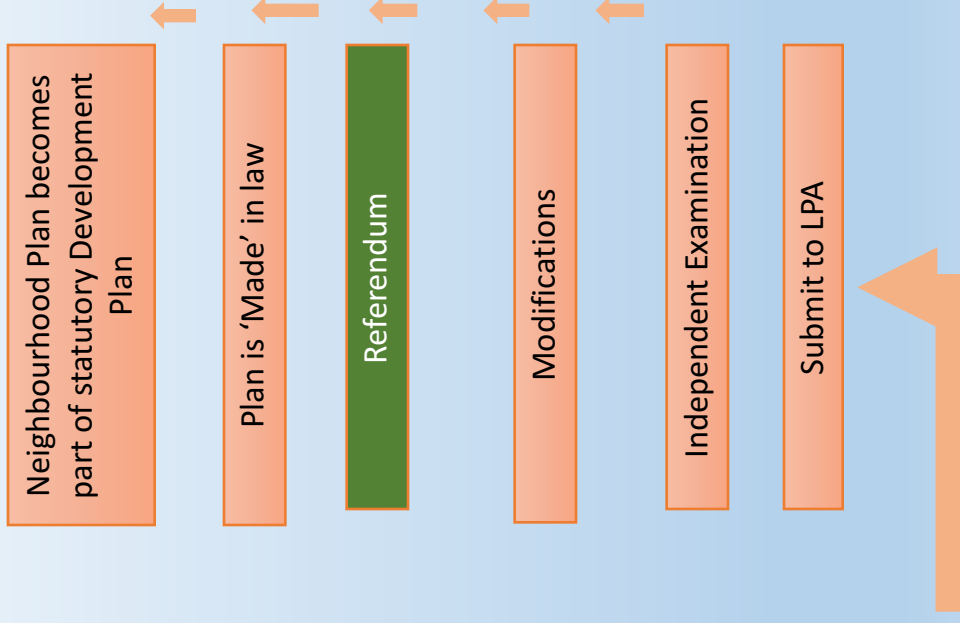 Neighbourhood Plan becomes
part of statutory Development
Plan
Plan is ‘Made’ in law
Referendum
Modifications
Independent Examination
Submit to LPA